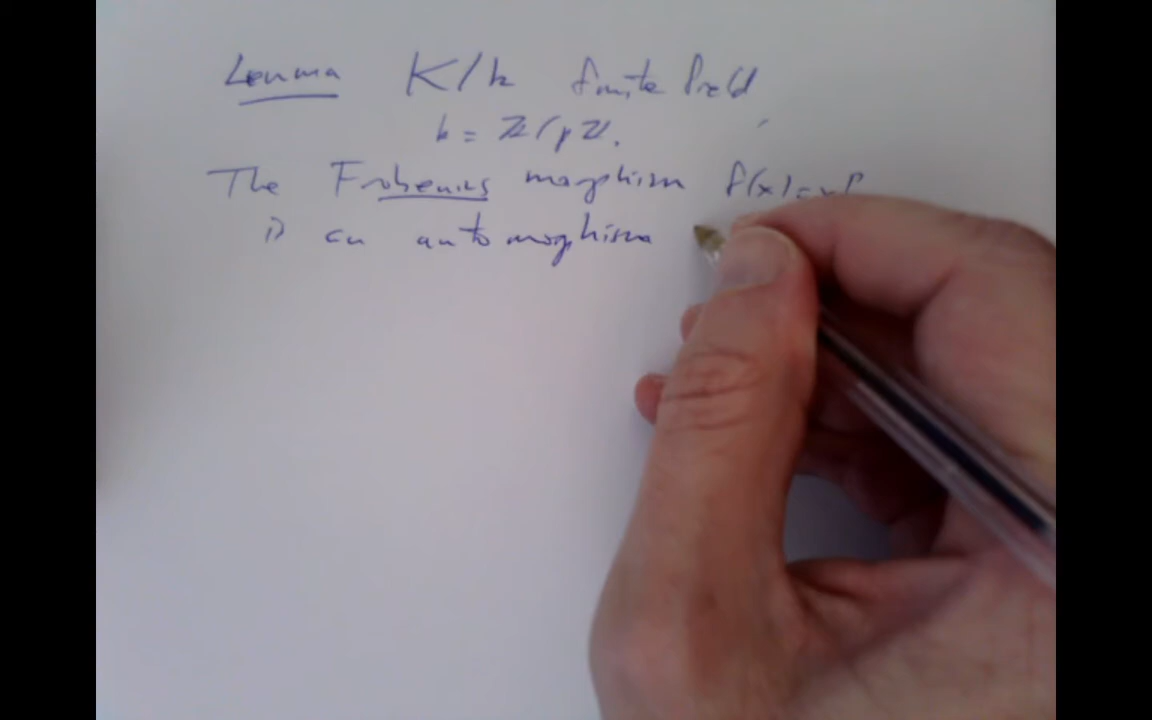 Lemma K/k finite field,
k = ℤ/pℤ.
The Frobenius morphism f(x)=x^p
is an automorphism